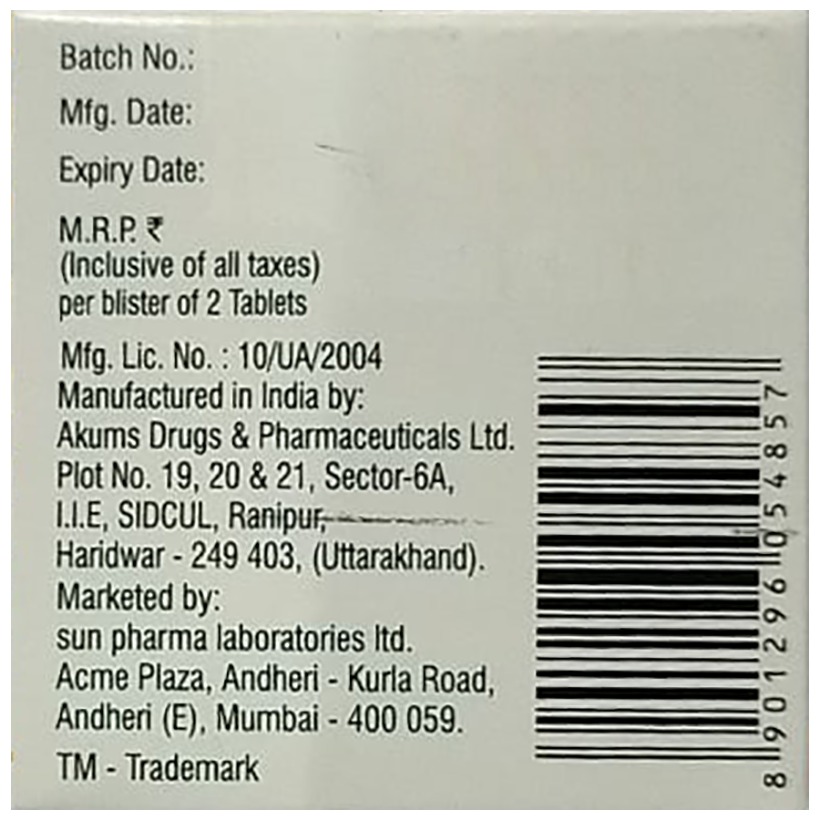 Batch No.:
Mfg. Date:
Expiry Date:
M.R.P. ₹
(Inclusive of all taxes)
per blister of 2 Tablets
Mfg. Lic. No. : 10/UA/2004
Manufactured in India by:
Akums Drugs & Pharmaceuticals Ltd.
Plot No. 19, 20 & 21, Sector-6A,
I.I.E, SIDCUL, Ranipur,
Haridwar - 249 403, (Uttarakhand).
Marketed by:
sun pharma laboratories ltd.
Acme Plaza, Andheri - Kurla Road,
Andheri (E), Mumbai - 400 059.
TM - Trademark
8 901296 054857